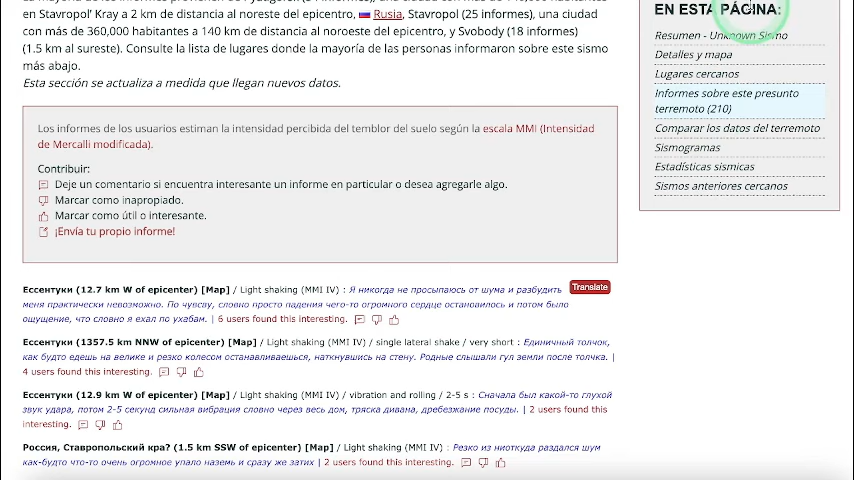 en Stavropol' Kray a 2 km de distancia al noreste del epicentro, Rusia, Stavropol (25 informes), una ciudad
con más de 360,000 habitantes a 140 km de distancia al noroeste del epicentro, y Svobody (18 informes)
(1.5 km al sureste). Consulte la lista de lugares donde la mayoría de las personas informaron sobre este sismo
más abajo.
Esta sección se actualiza a medida que llegan nuevos datos.
Los informes de los usuarios estiman la intensidad percibida del temblor del suelo según la escala MMI (Intensidad
de Mercalli modificada).
Contribuir:
Deje un comentario si encuentra interesante un informe en particular o desea agregarle algo.
Marcar como inapropiado.
Marcar como útil o interesante.
¡Envía tu propio informe!
Ессентуки (12.7 km W of epicenter) [Map] / Light shaking (MMI IV) : Я никогда не просыпаюсь от шума и разбудить
Translate
меня практически невозможно. По чувсву, словно просто падения чего-то огромного сердце остановилось и потом было
ощущение, что словно я ехал по ухабам. | 6 users found this interesting.
Ессентуки (1357.5 km NNW of epicenter) [Map] / Light shaking (MMI IV) / single lateral shake / very short : Единичный толчок,
как будто едешь на велике и резко колесом останавливаешься, наткнувшись на стену. Родные слышали гул земли после толчка. |
4 users found this interesting.
Ессентуки (12.9 km W of epicenter) [Map] / Light shaking (MMI IV) / vibration and rolling / 2-5 s : Сначала был какой-то глухой
звук удара, потом 2-5 секунд сильная вибрация словно через весь дом, тряска дивана, дребезжание посуды. | 2 users found this
interesting.
Россия, Ставропольский кра? (1.5 km SSW of epicenter) [Map] / Light shaking (MMI IV) : Резко из ниоткуда раздался шум
как-будто что-то очень огромное упало наземь и сразу же затих | 2 users found this interesting.
EN ESTA PÁGINA:
Resumen - Unknown Sismo
Detalles y mapa
Lugares cercanos
Informes sobre este presunto
terremoto (210)
Comparar los datos del terremoto
Sismogramas
Estadísticas sísmicas
Sismos anteriores cercanos